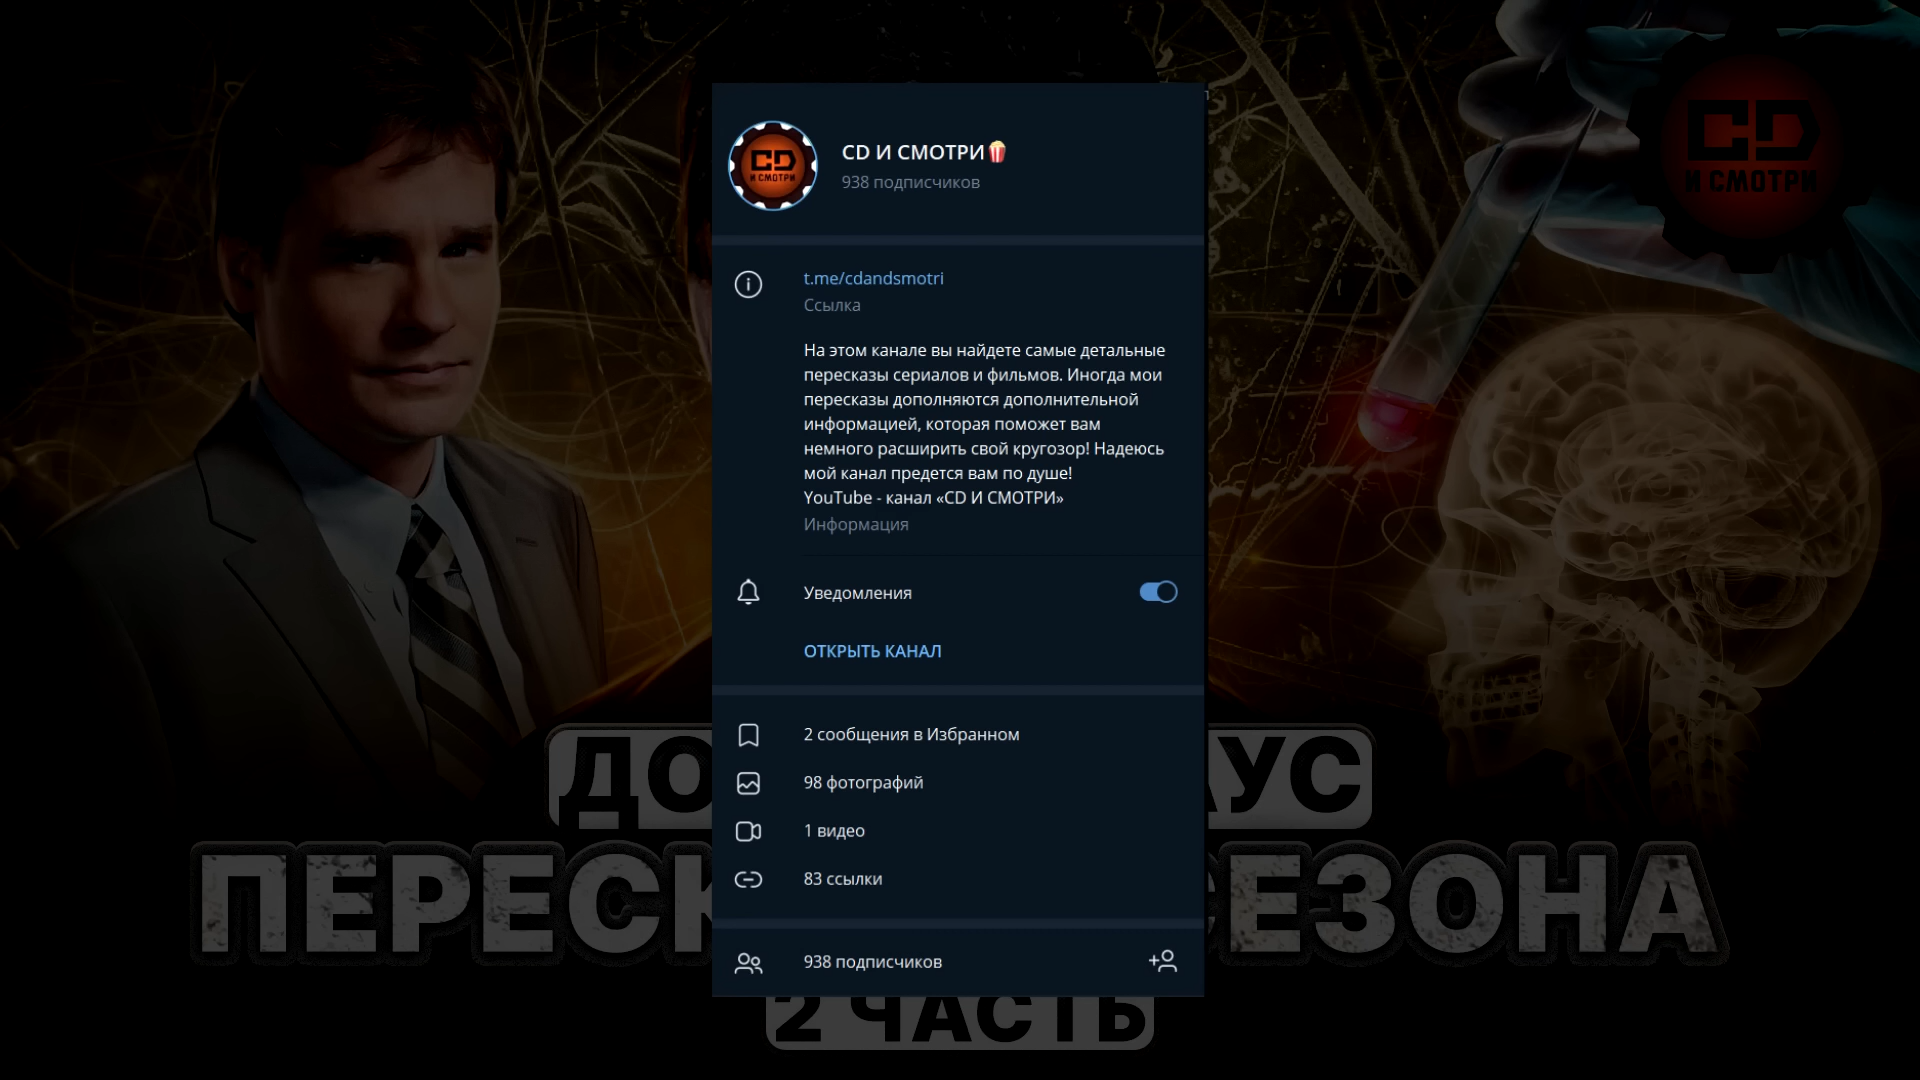 CD И СМОТРИ
938 подписчиков
CD
И СМОТРИ
CD
И СМОТРИ
t.me/cdandsmotri
Ссылка
На этом канале вы найдете самые детальные
пересказы сериалов и фильмов. Иногда мои
пересказы дополняются дополнительной
информацией, которая поможет вам
немного расширить свой кругозор! Надеюсь
мой канал предется вам по душе!
YouTube - канал «CD И СМОТРИ»
Информация
Уведомления
ОТКРЫТЬ КАНАЛ
2 сообщения в Избранном
98 фотографий
1 видео
83 ссылки
938 подписчиков
2 ЧАСТЬ